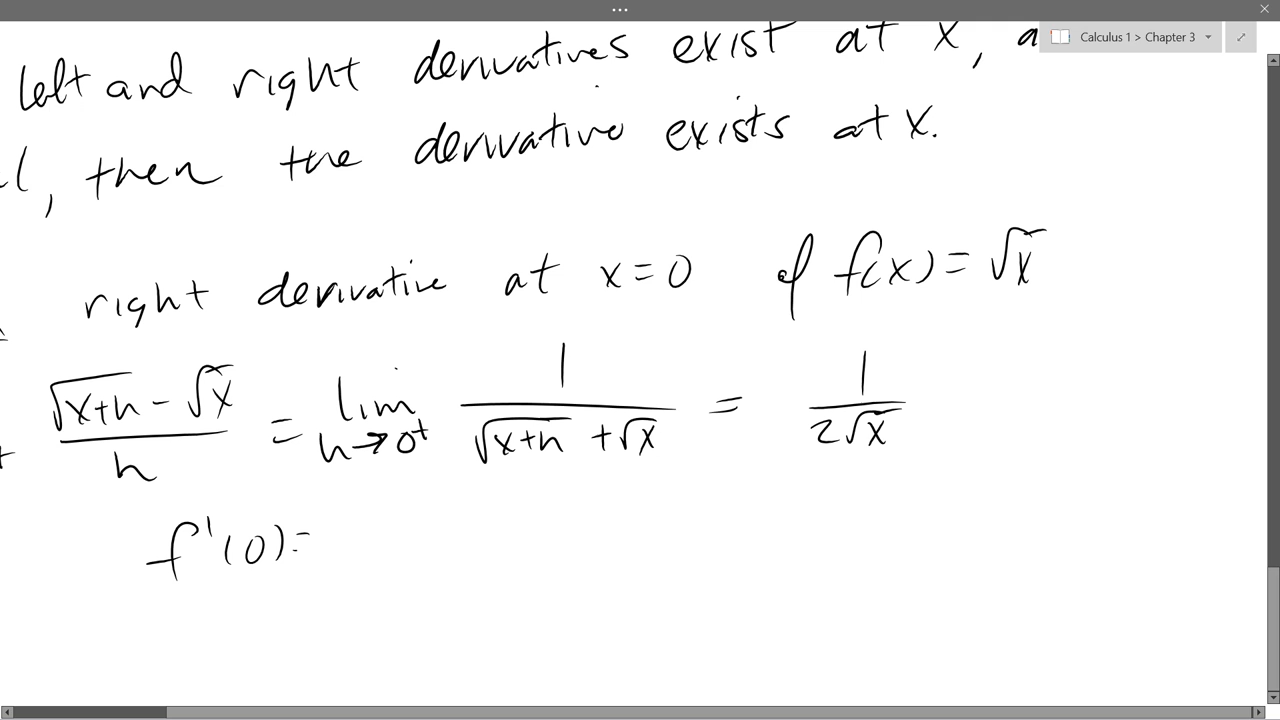 ...
Calculus 1 > Chapter 3
left and right derivatives exist at x, a
l, then the derivative exists at x.
right derivative at x=0 of f(x) = √x
(√(x+h) - √x)/h = lim h→0⁺ 1/(√(x+h) + √x) = 1/(2√x)
f'(0)=